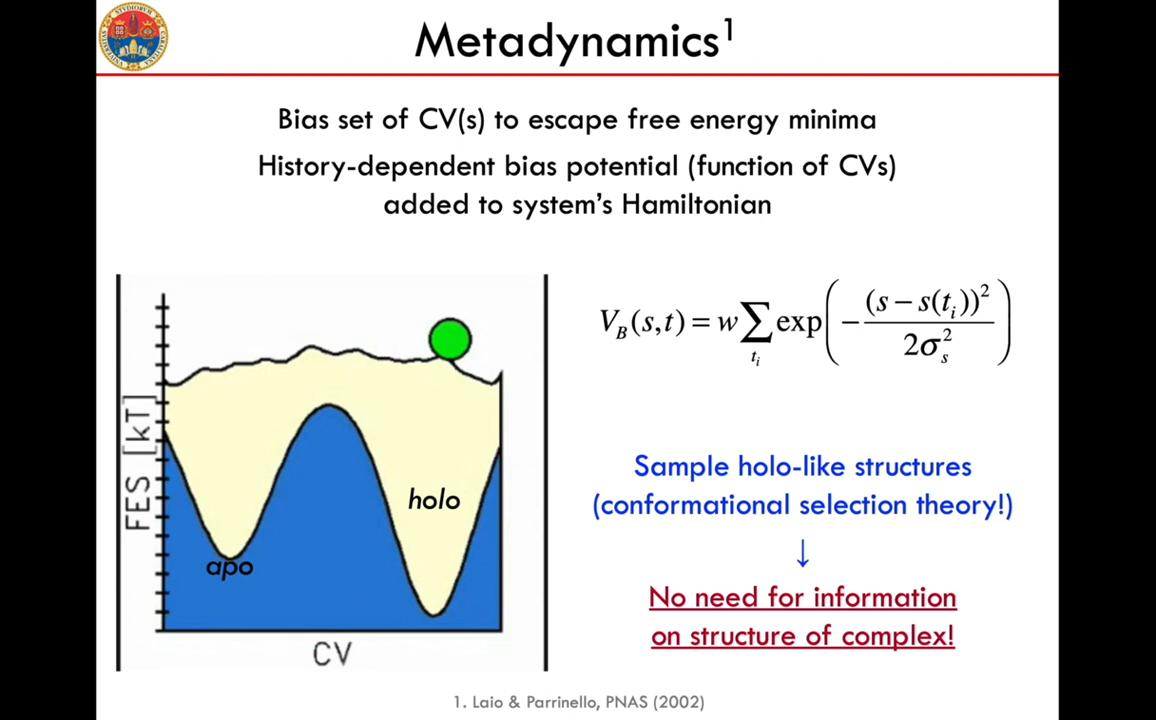 Metadynamics¹
Bias set of CV(s) to escape free energy minima
History-dependent bias potential (function of CVs)
added to system's Hamiltonian
V_B(s,t) = w∑_{t_i} exp(−(s−s(t_i))²/2σ_s²)
FES [kT]
holo
apo
CV
Sample holo-like structures
(conformational selection theory!)
↓
No need for information
on structure of complex!
1. Laio & Parrinello, PNAS (2002)